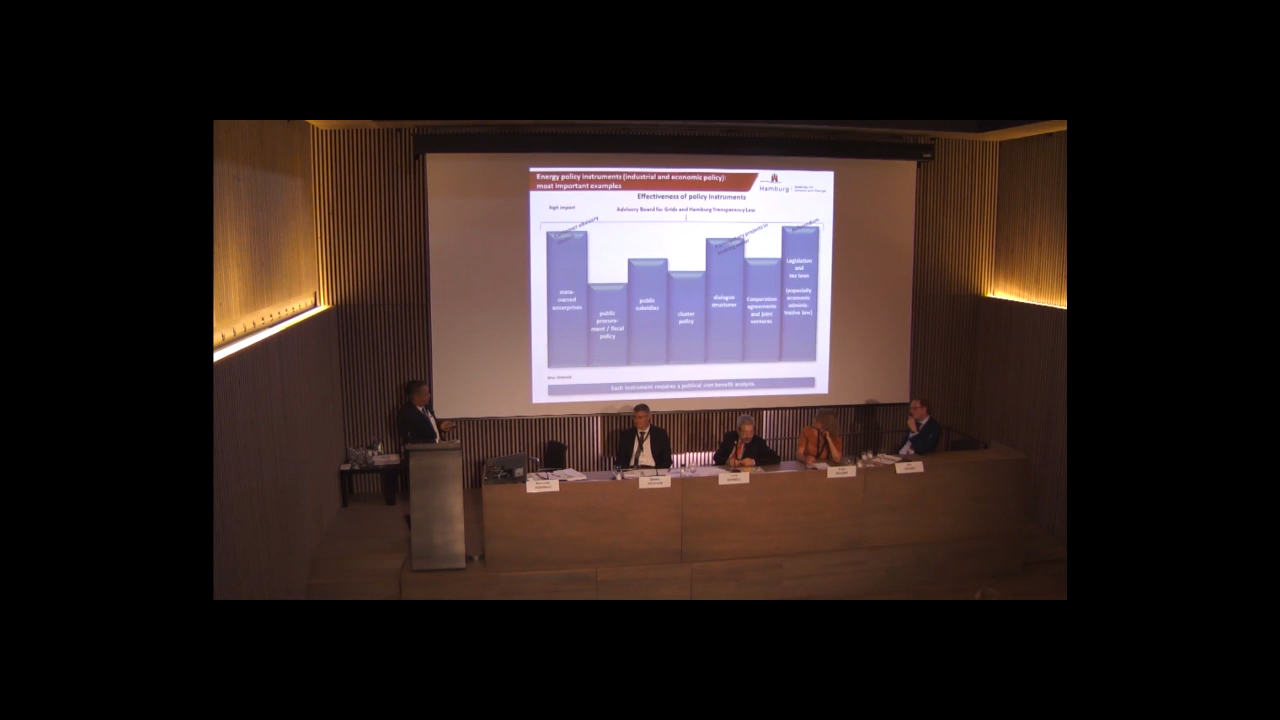 Energy policy instruments (industrial and economic policy):
most important examples
Hamburg
Effectiveness of policy instruments
high impact
Advisory Board for Grids and Hamburg Transparency Law
advisory
projects in
state-
owned
enterprises
public
procure-
ment / fiscal
policy
public
subsidies
cluster
policy
dialogue
structures
Cooperation
agreements
and joint
ventures
Legislation
and
tax laws
(especially
economic
adminis-
trative law)
Each instrument requires a political cost-benefit analysis.